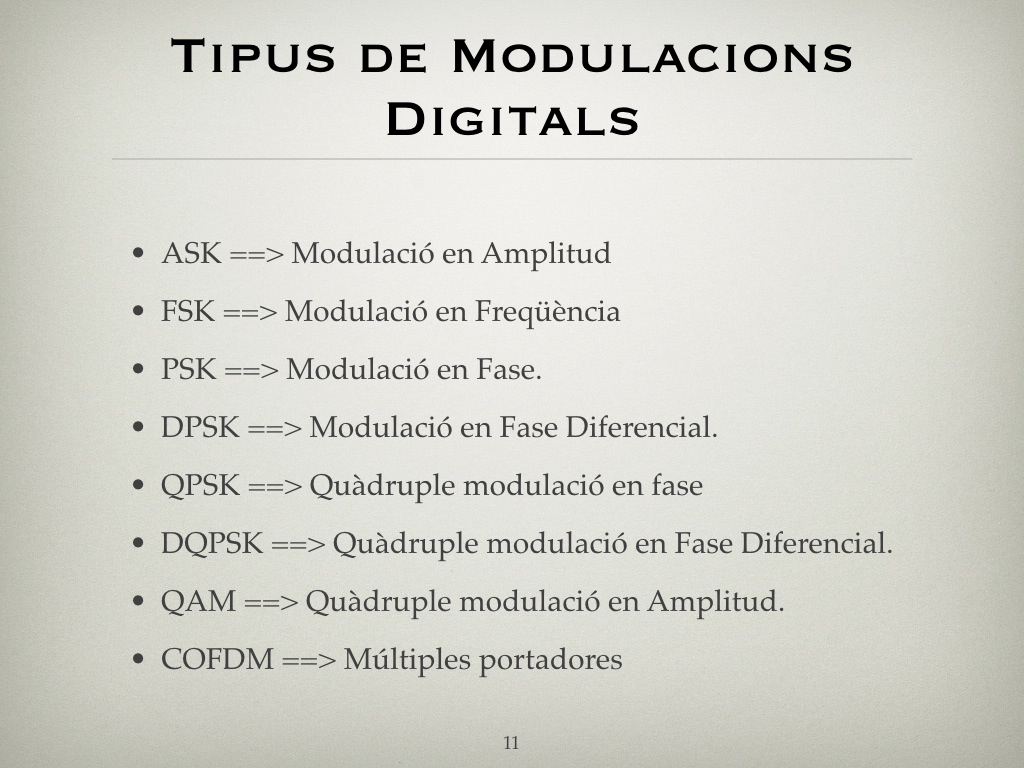 Tipus de Modulacions
Digitals
• ASK ==> Modulació en Amplitud
• FSK ==> Modulació en Freqüència
• PSK ==> Modulació en Fase.
• DPSK ==> Modulació en Fase Diferencial.
• QPSK ==> Quàdruple modulació en fase
• DQPSK ==> Quàdruple modulació en Fase Diferencial.
• QAM ==> Quàdruple modulació en Amplitud.
• COFDM ==> Múltiples portadores
11